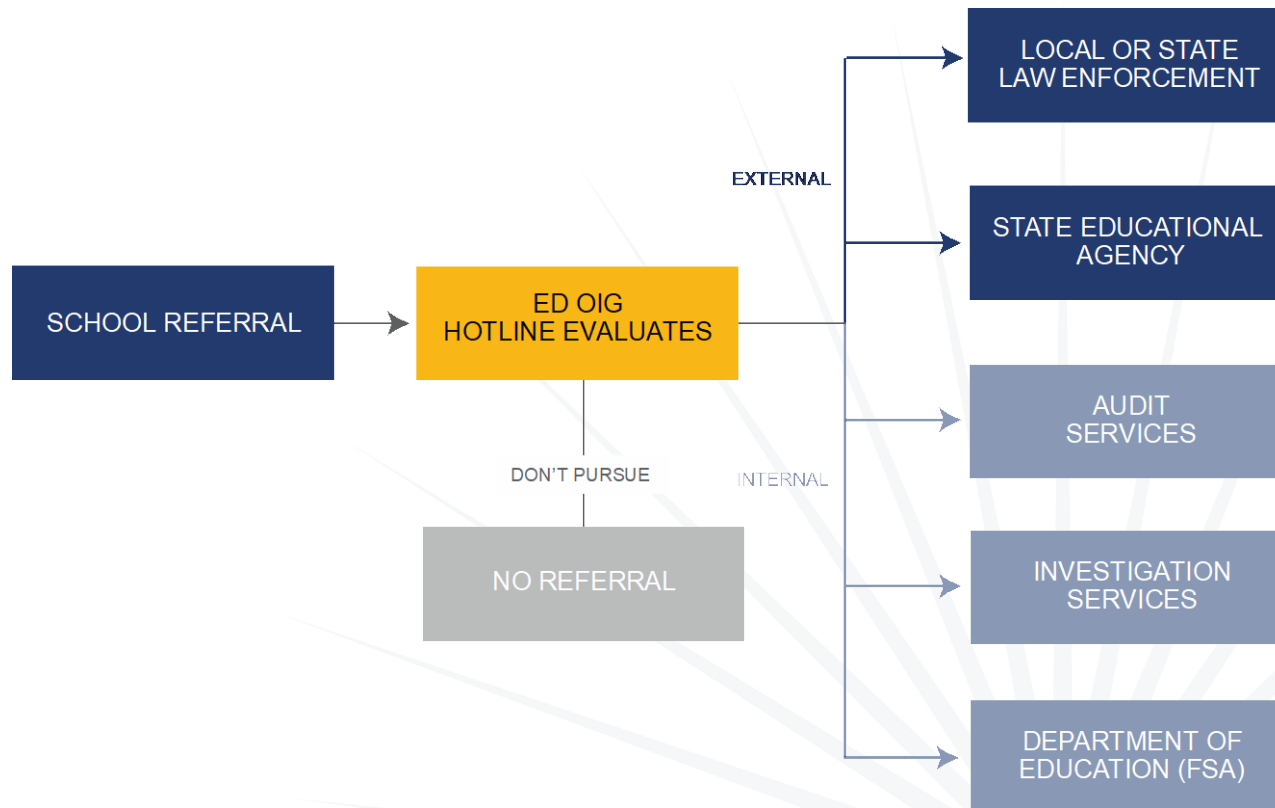 LOCAL OR STATE
LAW ENFORCEMENT
EXTERNAL
STATE EDUCATIONAL
AGENCY
SCHOOL REFERRAL
ED OIG
HOTLINE EVALUATES
DON'T PURSUE
NO REFERRAL
INTERNAL
AUDIT
SERVICES
INVESTIGATION
SERVICES
DEPARTMENT OF
EDUCATION (FSA)